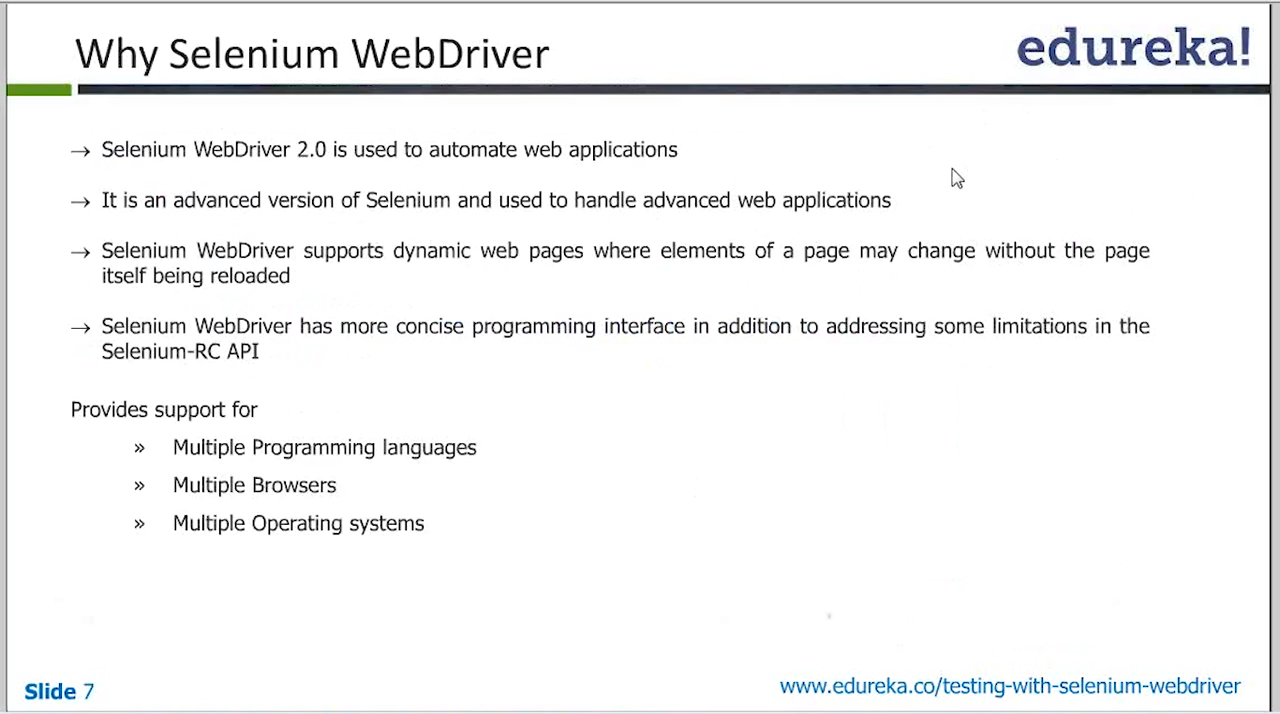 Why Selenium WebDriver
edureka!
→ Selenium WebDriver 2.0 is used to automate web applications
→ It is an advanced version of Selenium and used to handle advanced web applications
→ Selenium WebDriver supports dynamic web pages where elements of a page may change without the page
itself being reloaded
→ Selenium WebDriver has more concise programming interface in addition to addressing some limitations in the
Selenium-RC API
Provides support for
» Multiple Programming languages
» Multiple Browsers
» Multiple Operating systems
Slide 7
www.edureka.co/testing-with-selenium-webdriver